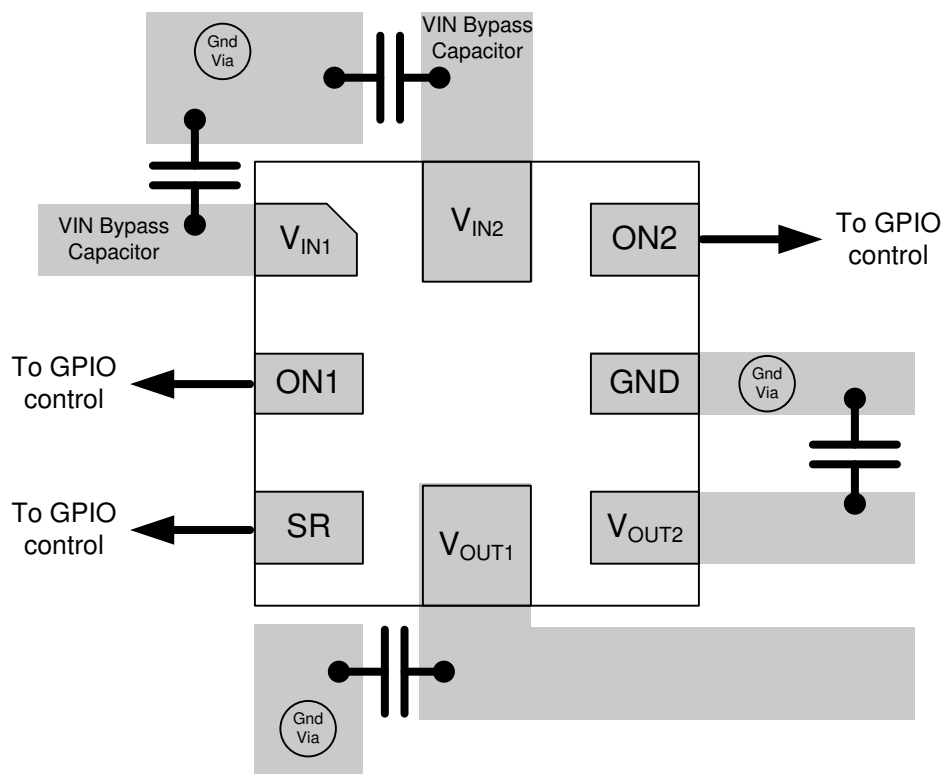 Gnd
Via
VIN Bypass
Capacitor
VIN Bypass
Capacitor
VIN1
VIN2
ON2
To GPIO
control
To GPIO
control
ON1
GND
Gnd
Via
To GPIO
control
SR
VOUT1
VOUT2
Gnd
Via